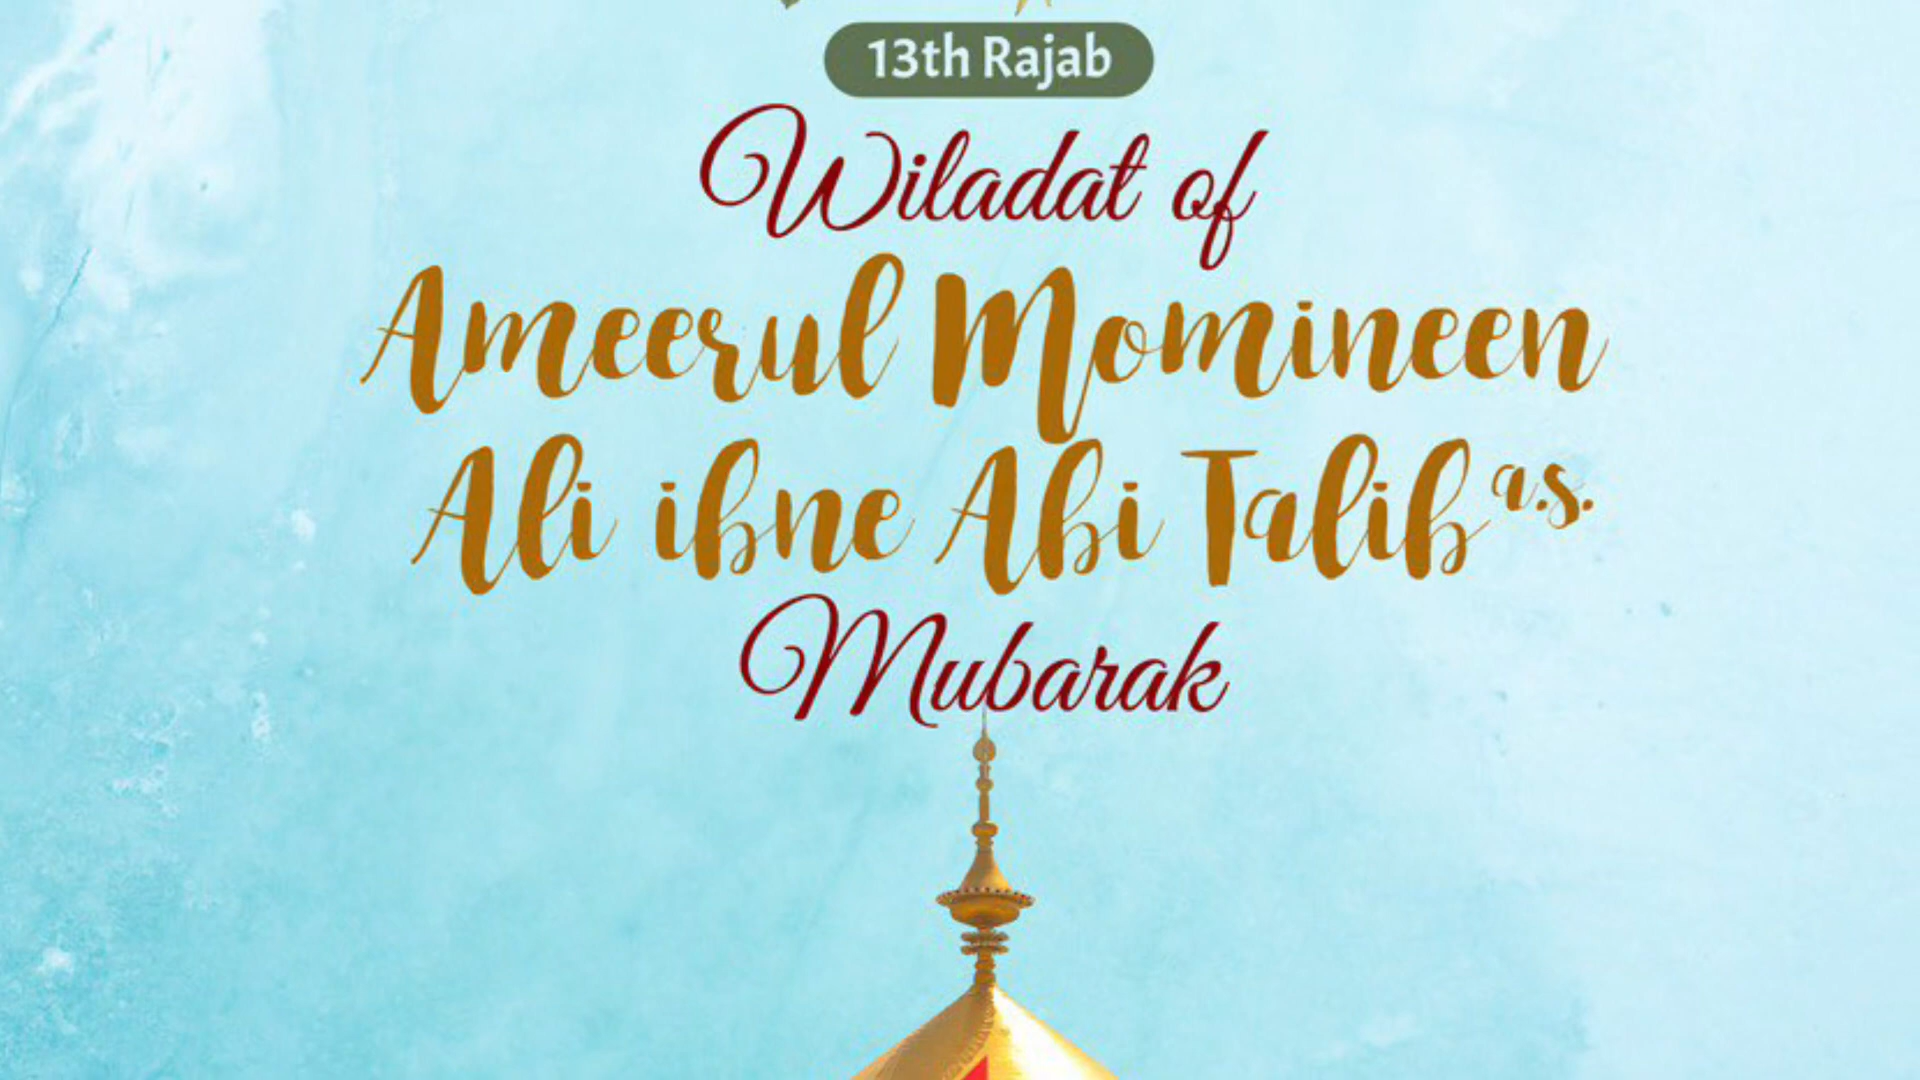 13th Rajab
Wiladat of
Ameerul Momineen
Ali ibne Abi Talib a.s.
Mubarak